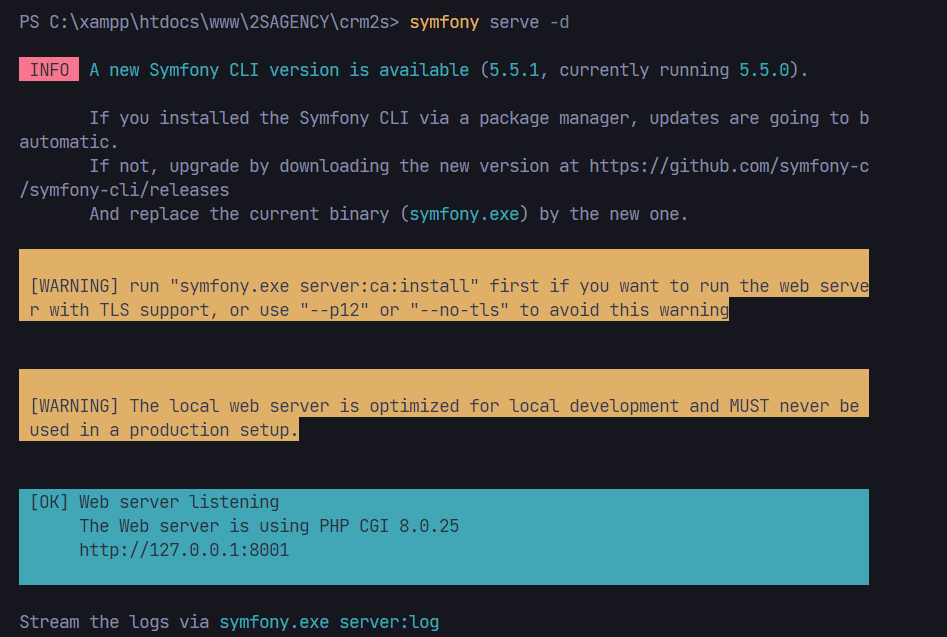 PS C:\xampp\htdocs\www\2SAGENCY\crm2s> symfony serve -d
INFO A new Symfony CLI version is available (5.5.1, currently running 5.5.0).
If you installed the Symfony CLI via a package manager, updates are going to b
automatic.
If not, upgrade by downloading the new version at https://github.com/symfony-c
/symfony-cli/releases
And replace the current binary (symfony.exe) by the new one.
[WARNING] run "symfony.exe server:ca:install" first if you want to run the web serve
r with TLS support, or use "--p12" or "--no-tls" to avoid this warning
[WARNING] The local web server is optimized for local development and MUST never be
used in a production setup.
[OK] Web server listening
The Web server is using PHP CGI 8.0.25
http://127.0.0.1:8001
Stream the logs via symfony.exe server:log